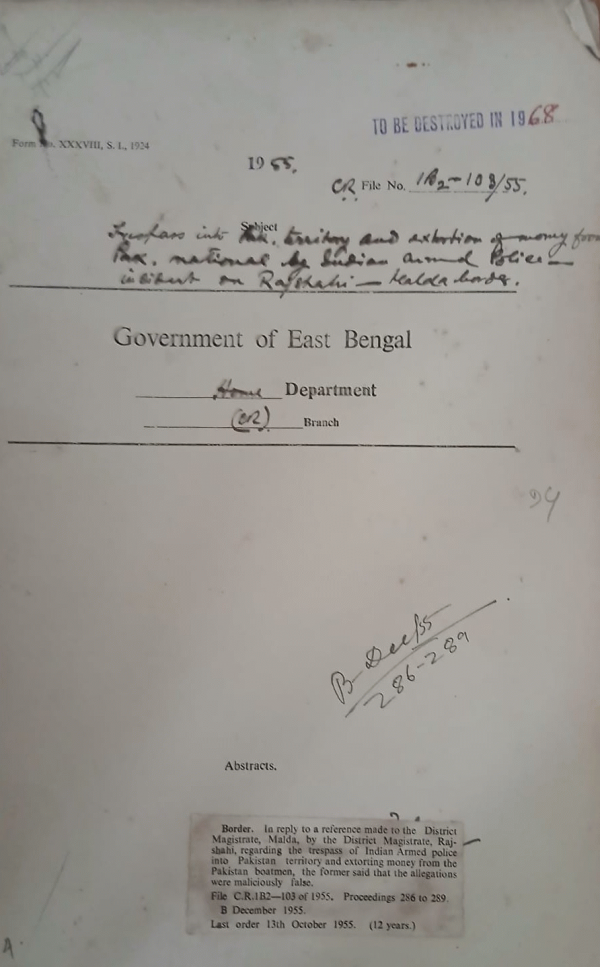 TO BE DESTROYED IN 1968
Form No. XXXVIII, S. I., 1924
1955.
CR File No. 1B2-103/55.
Subject
Trespass into Pak. territory and extortion of money from
Pak. national by Indian armed Police —
incident on Rajshahi — Malda border.
Government of East Bengal
Home Department
(CR) Branch
94
B Dec/55
286-289
Abstracts.
Border. In reply to a reference made to the District
Magistrate, Malda, by the District Magistrate, Raj-
shahi, regarding the trespass of Indian Armed police
into Pakistan territory and extorting money from the
Pakistan boatmen, the former said that the allegations
were maliciously false.
File C.R.1B2—103 of 1955. Proceedings 286 to 289.
B December 1955.
Last order 13th October 1955. (12 years.)
A